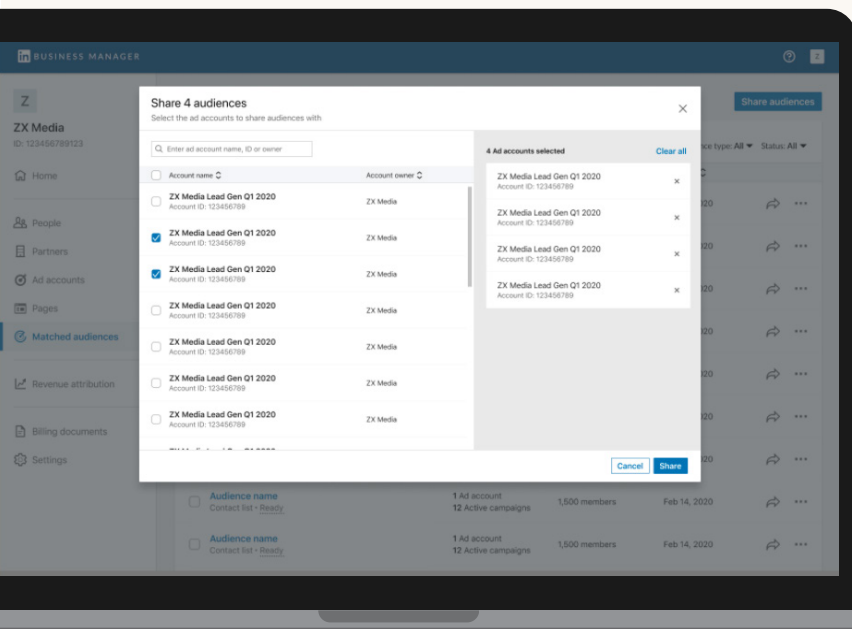 in BUSINESS MANAGER
Z
Z
ZX Media
ID: 123456789123
Home
People
Partners
Ad accounts
Pages
Matched audiences
Revenue attribution
Billing documents
Settings
Share audiences
nce type: All Status: All
Share 4 audiences
Select the ad accounts to share audiences with
Enter ad account name, ID or owner
Account name Account owner
ZX Media Lead Gen Q1 2020
Account ID: 123456789
ZX Media
ZX Media Lead Gen Q1 2020
Account ID: 123456789
ZX Media
ZX Media Lead Gen Q1 2020
Account ID: 123456789
ZX Media
ZX Media Lead Gen Q1 2020
Account ID: 123456789
ZX Media
ZX Media Lead Gen Q1 2020
Account ID: 123456789
ZX Media
ZX Media Lead Gen Q1 2020
Account ID: 123456789
ZX Media
ZX Media Lead Gen Q1 2020
Account ID: 123456789
ZX Media
4 Ad accounts selected Clear all
ZX Media Lead Gen Q1 2020
Account ID: 123456789
ZX Media Lead Gen Q1 2020
Account ID: 123456789
ZX Media Lead Gen Q1 2020
Account ID: 123456789
ZX Media Lead Gen Q1 2020
Account ID: 123456789
Cancel Share
020
020
020
020
020
020
020
Audience name
Contact list • Ready
1 Ad account
12 Active campaigns
1,500 members
Feb 14, 2020
Audience name
Contact list • Ready
1 Ad account
12 Active campaigns
1,500 members
Feb 14, 2020